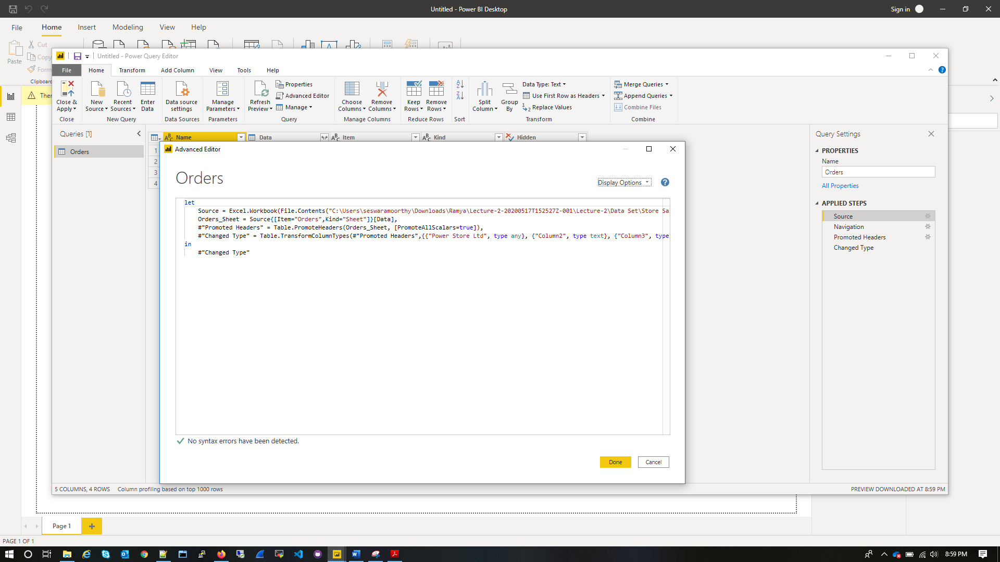 Untitled - Power BI Desktop
Sign in
File Home Insert Modeling View Help
Cut
Copy
Form
Paste
Clipboard
Untitled - Power Query Editor
File Home Transform Add Column View Tools Help
Close & Apply
New Source
Recent Sources
Enter Data
Data source settings
Manage Parameters
Refresh Preview
Properties
Advanced Editor
Manage
Choose Columns
Remove Columns
Keep Rows
Remove Rows
Split Column
Group By
Data Type: Text
Use First Row as Headers
Replace Values
Merge Queries
Append Queries
Combine Files
Close
New Query
Data Sources
Parameters
Query
Manage Columns
Reduce Rows
Sort
Transform
Combine
Ther
Queries [1]
Orders
Name Data Item Kind Hidden
1
2
3
4
Advanced Editor
Orders
Display Options
let
Source = Excel.Workbook(File.Contents("C:\Users\seswaramoorthy\Downloads\Ramya\Lecture-2-20200517T152527Z-001\Lecture-2\Data Set\Store Sa
Orders_Sheet = Source{[Item="Orders",Kind="Sheet"]}[Data],
#"Promoted Headers" = Table.PromoteHeaders(Orders_Sheet, [PromoteAllScalars=true]),
#"Changed Type" = Table.TransformColumnTypes(#"Promoted Headers",{{"Power Store Ltd", type any}, {"Column2", type text}, {"Column3", type
in
#"Changed Type"
No syntax errors have been detected.
Done
Cancel
Query Settings
PROPERTIES
Name
Orders
All Properties
APPLIED STEPS
Source
Navigation
Promoted Headers
Changed Type
5 COLUMNS, 4 ROWS
Column profiling based on top 1000 rows
PREVIEW DOWNLOADED AT 8:59 PM
Page 1
PAGE 1 OF 1
8:59 PM